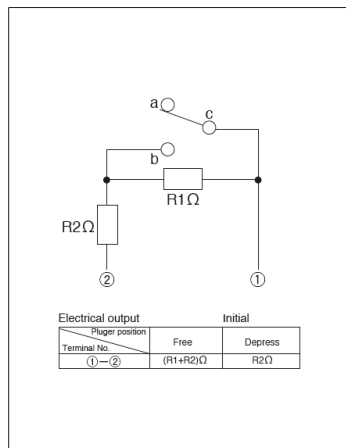 a
c
b
R1Ω
R2Ω
② ①
Electrical output Initial
Pluger position
Terminal No. Free Depress
①—② (R1+R2)Ω R2Ω